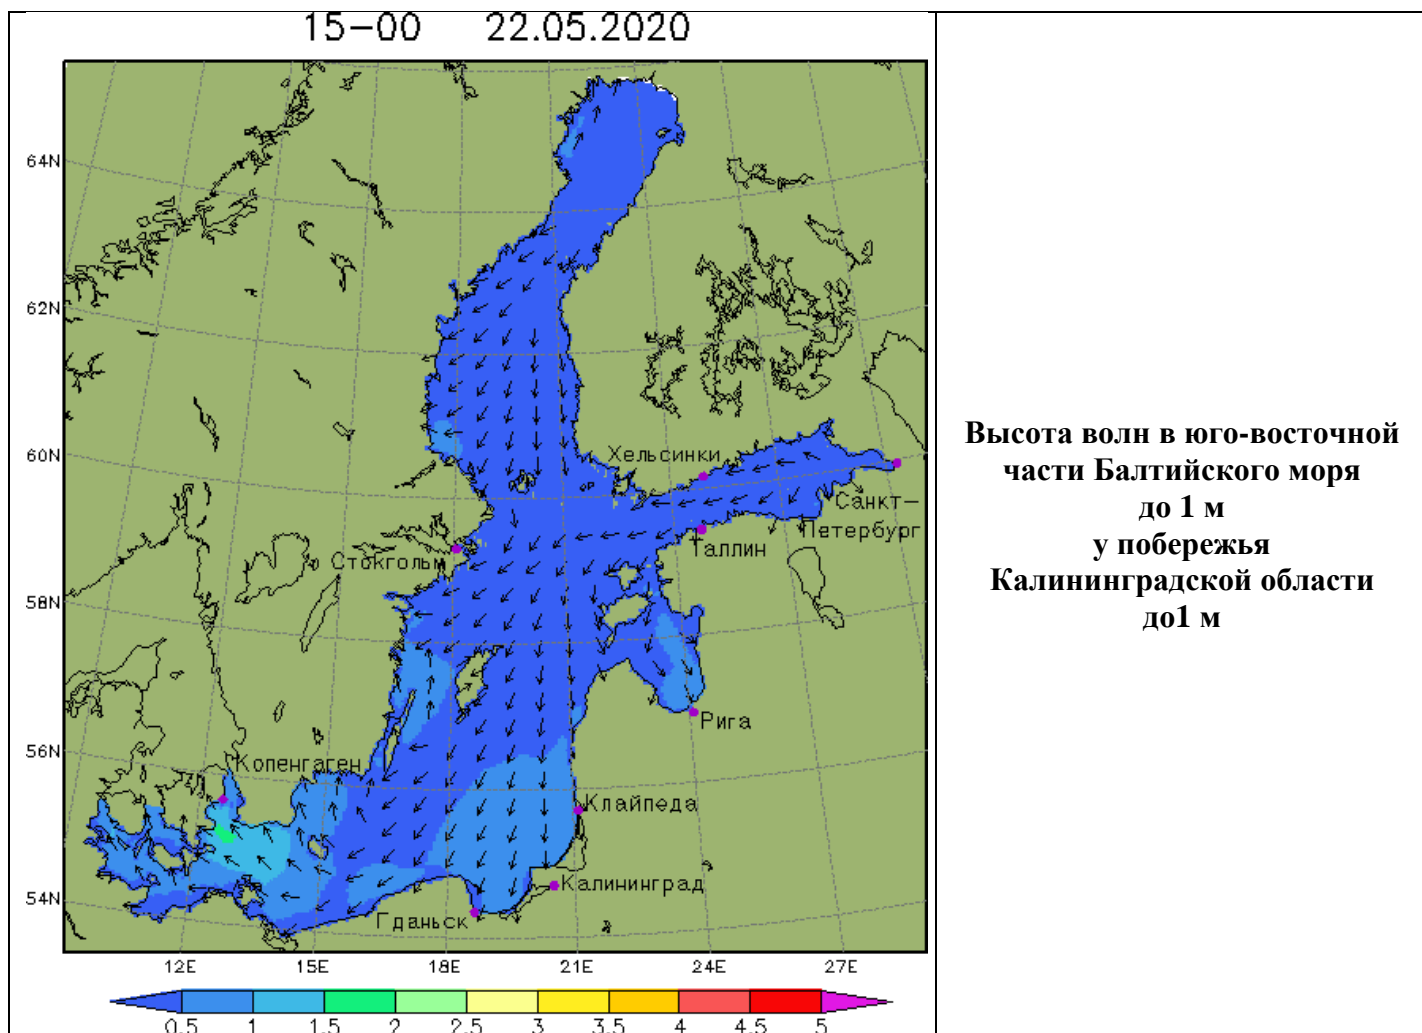 15-00 22.05.2020
64N
62N
60N
58N
56N
54N
Хельсинки
Санкт-
Петербург
Таллин
Стокгольм
Рига
Копенгаген
Клайпеда
Калининград
Гданьск
12E 15E 18E 21E 24E 27E
0.5 1 1.5 2 2.5 3 3.5 4 4.5 5
Высота волн в юго-восточной
части Балтийского моря
до 1 м
у побережья
Калининградской области
до1 м